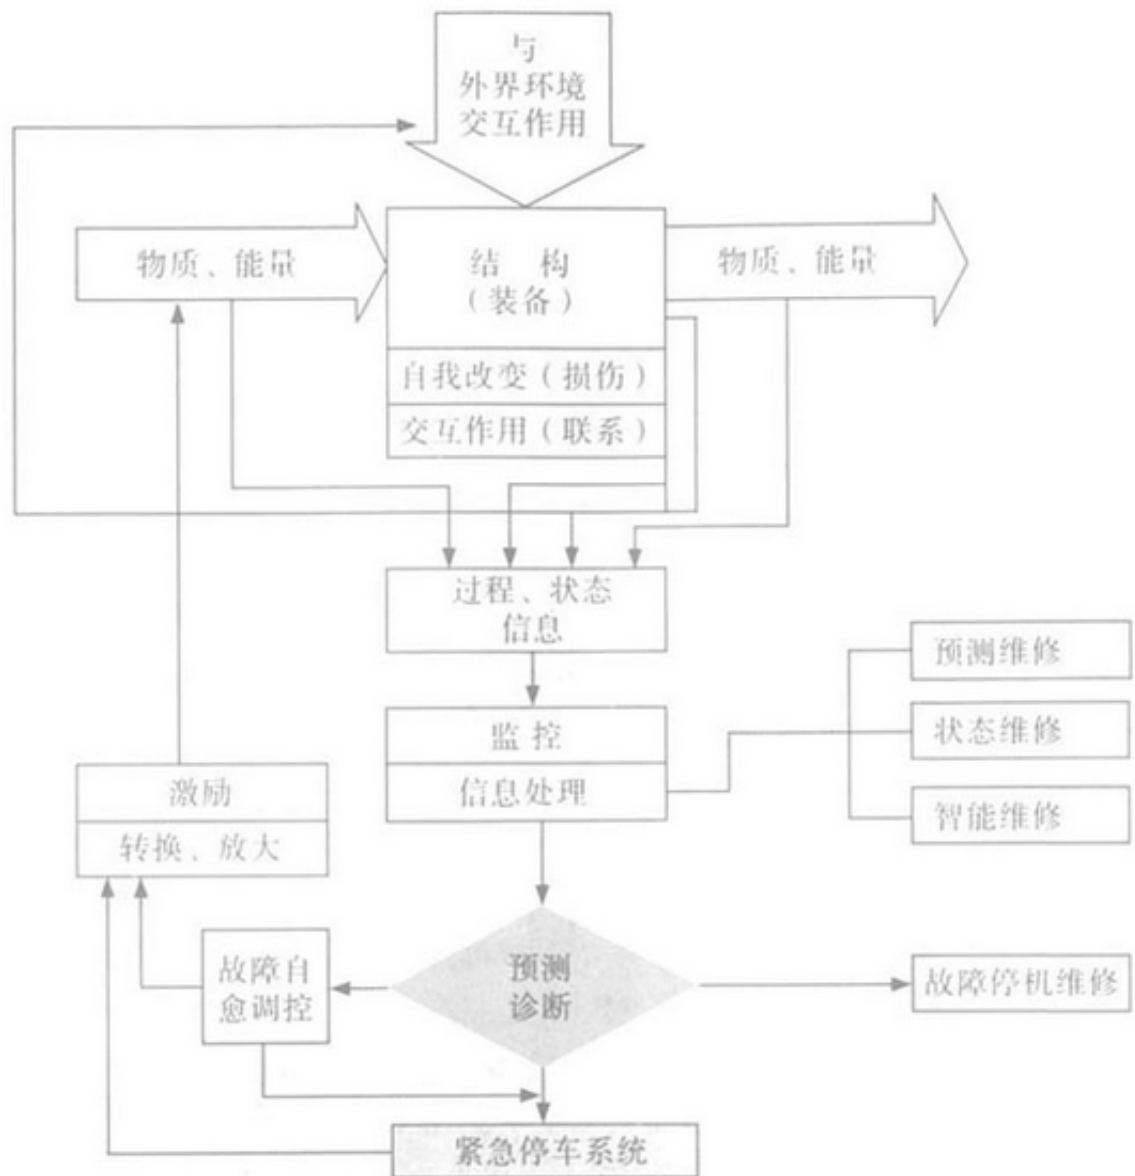 与
外界环境
交互作用
物质、能量
结 构
（装备）
物质、能量
自我改变（损伤）
交互作用（联系）
过程、状态
信息
预测维修
监 控
状态维修
信息处理
智能维修
激励
转换、放大
预测
诊断
故障自
愈调控
故障停机维修
紧急停车系统